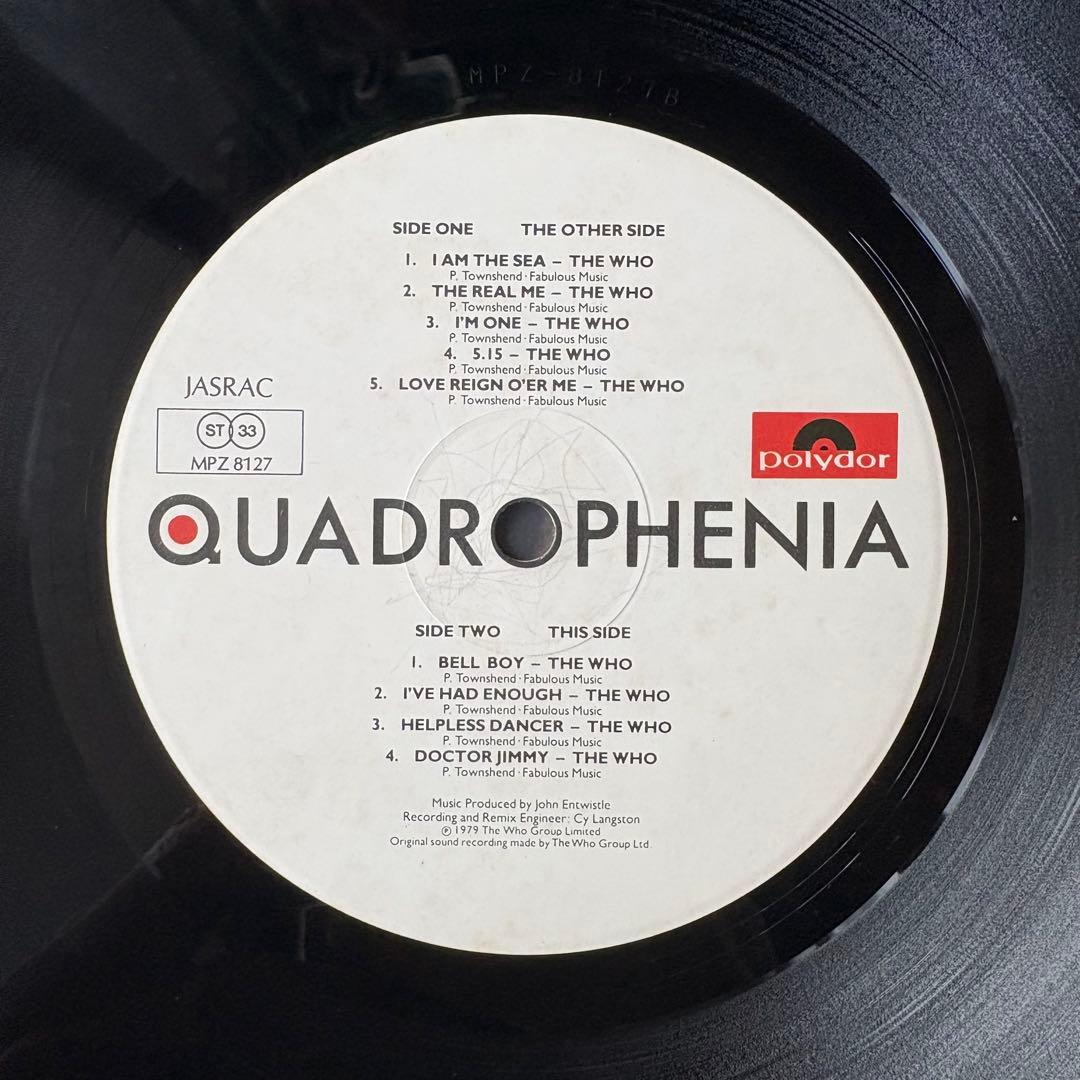 MPZ-8127B
SIDE ONE THE OTHER SIDE
1. I AM THE SEA – THE WHO
P. Townshend · Fabulous Music
2. THE REAL ME – THE WHO
P. Townshend · Fabulous Music
3. I'M ONE – THE WHO
P. Townshend · Fabulous Music
4. 5.15 – THE WHO
P. Townshend · Fabulous Music
5. LOVE REIGN O'ER ME – THE WHO
P. Townshend · Fabulous Music
JASRAC
ST 33
MPZ 8127
polydor
QUADROPHENIA
SIDE TWO THIS SIDE
1. BELL BOY – THE WHO
P. Townshend · Fabulous Music
2. I'VE HAD ENOUGH – THE WHO
P. Townshend · Fabulous Music
3. HELPLESS DANCER – THE WHO
P. Townshend · Fabulous Music
4. DOCTOR JIMMY – THE WHO
P. Townshend · Fabulous Music
Music Produced by John Entwistle
Recording and Remix Engineer: Cy Langston
℗ 1979 The Who Group Limited
Original sound recording made by The Who Group Ltd.